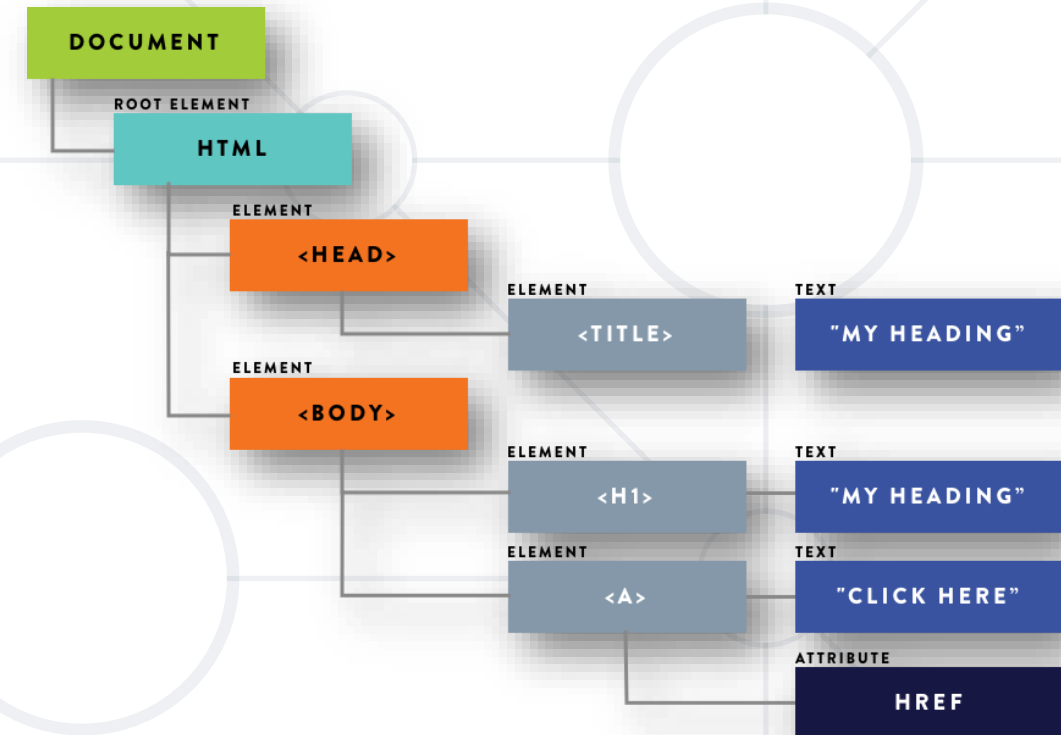 DOCUMENT
ROOT ELEMENT
HTML
ELEMENT
<HEAD>
ELEMENT
<TITLE>
TEXT
"MY HEADING”
ELEMENT
<BODY>
ELEMENT
<H1>
TEXT
"MY HEADING”
ELEMENT
<A>
TEXT
"CLICK HERE”
ATTRIBUTE
HREF